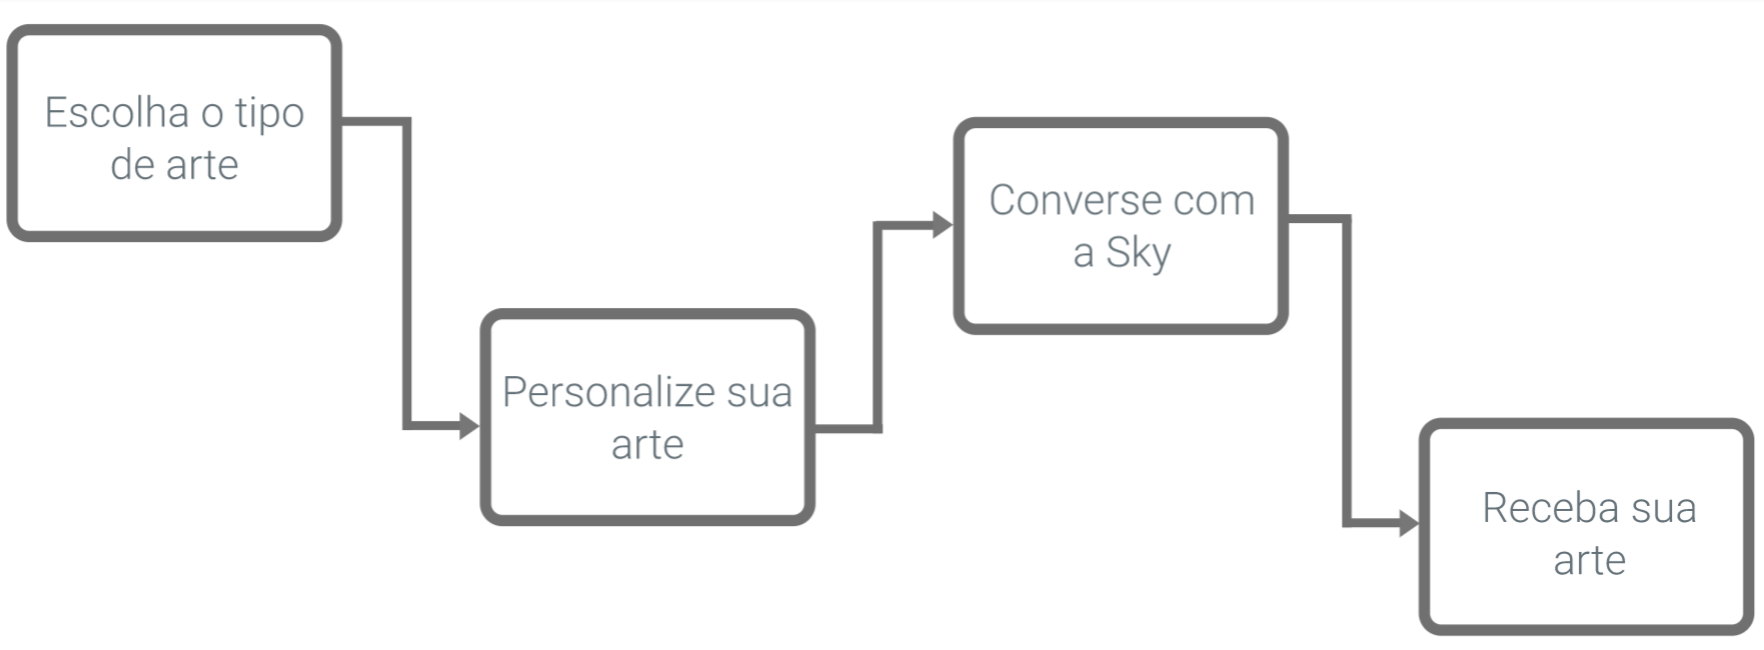 Escolha o tipo
de arte
Personalize sua
arte
Converse com
a Sky
Receba sua
arte